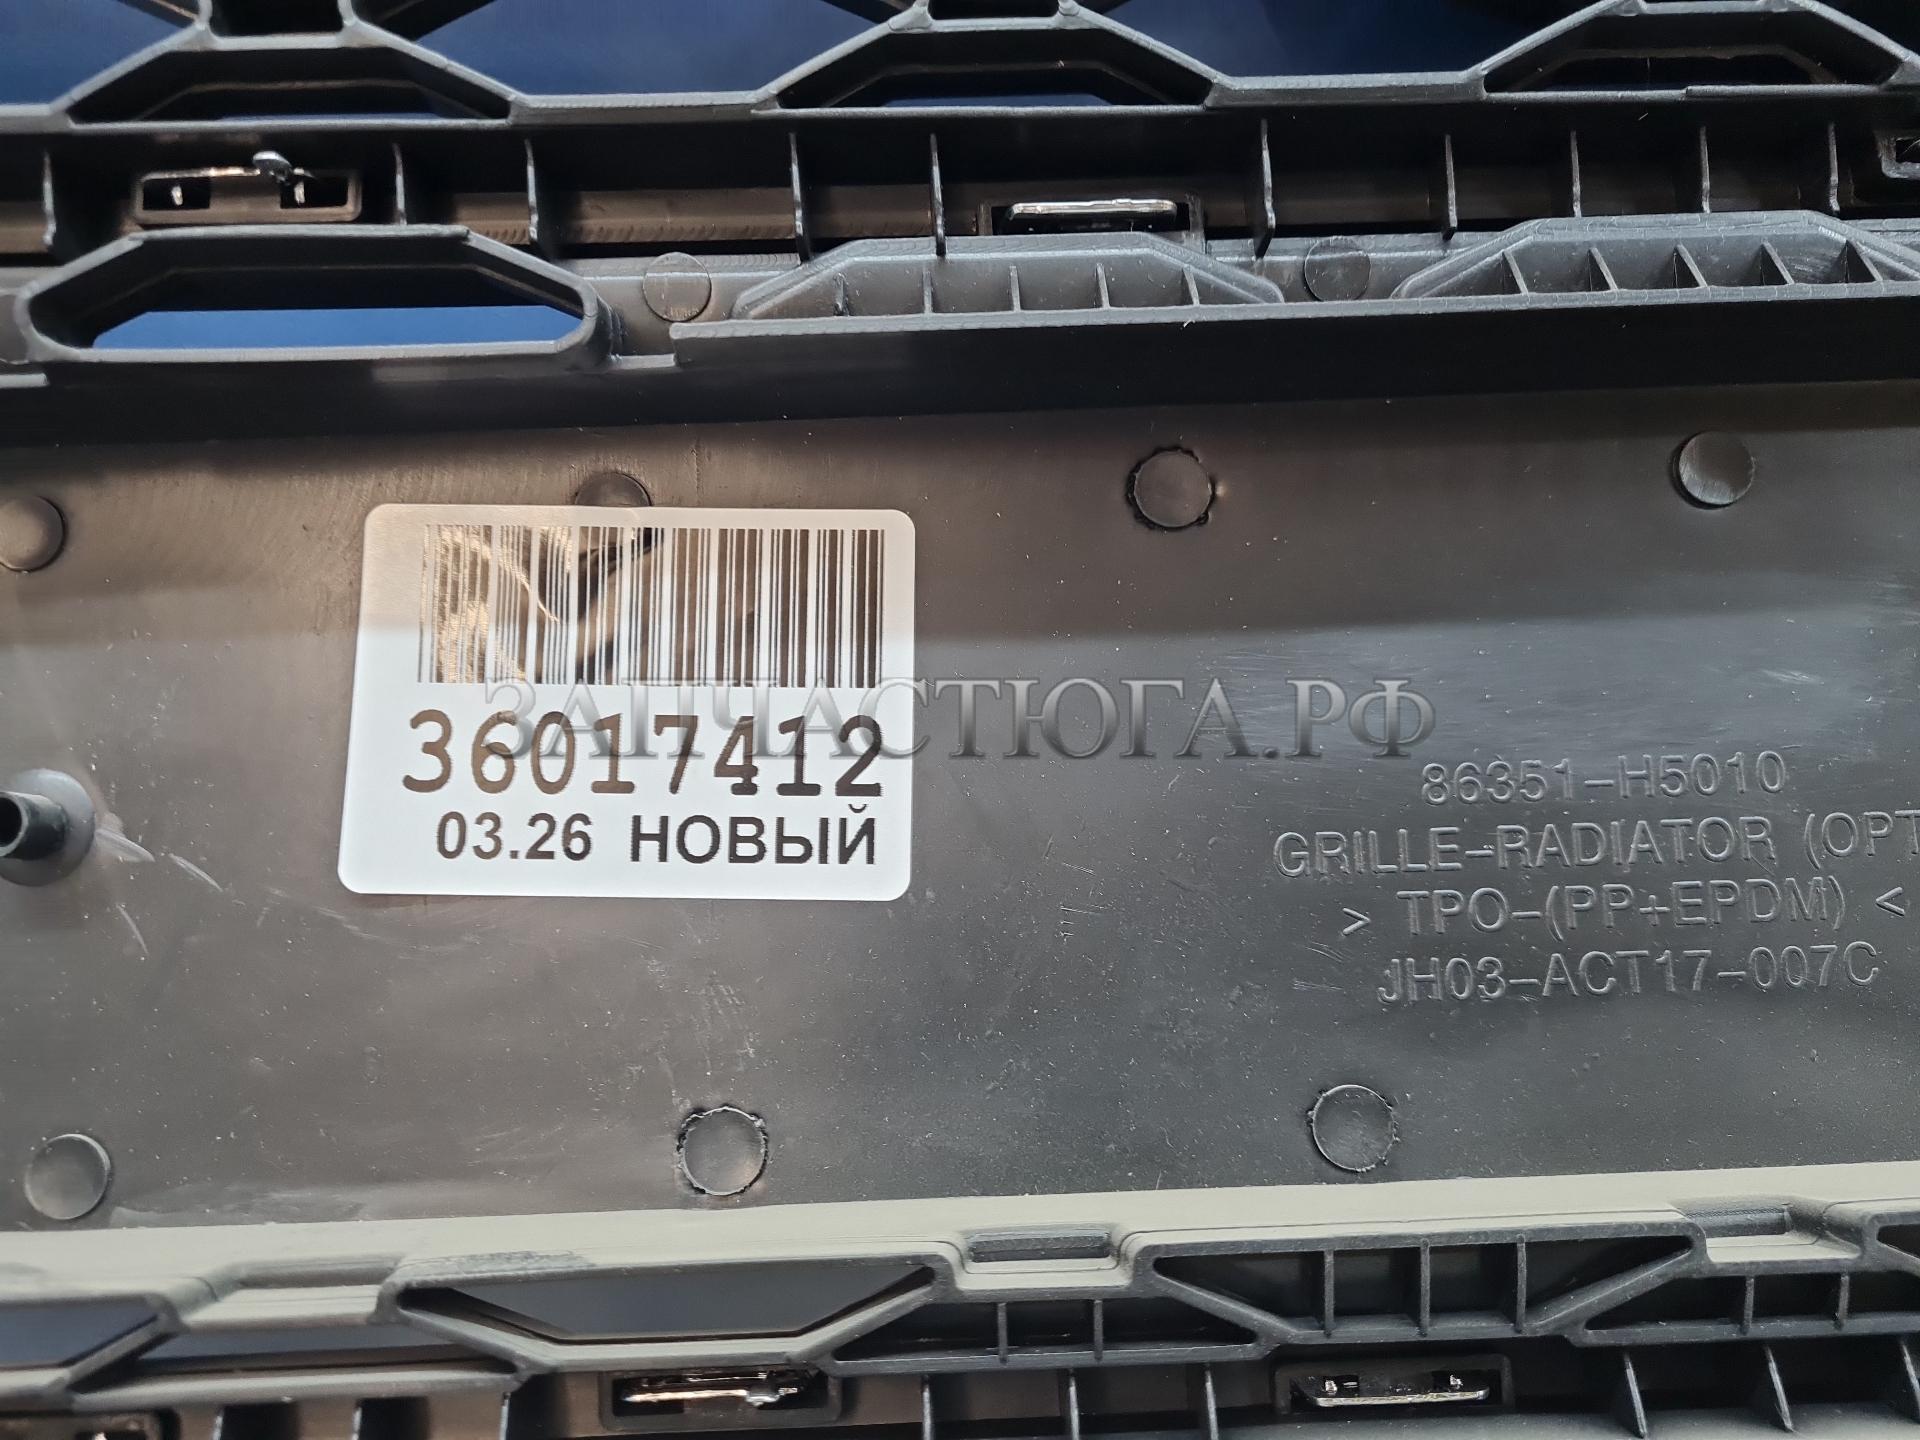 36017412
03.26 НОВЫЙ
ЗАПЧАСТЮГА.РФ
86351-H5010
GRILLE-RADIATOR (OPT
> TPO-(PP+EPDM) <
JH03-ACT17-007C